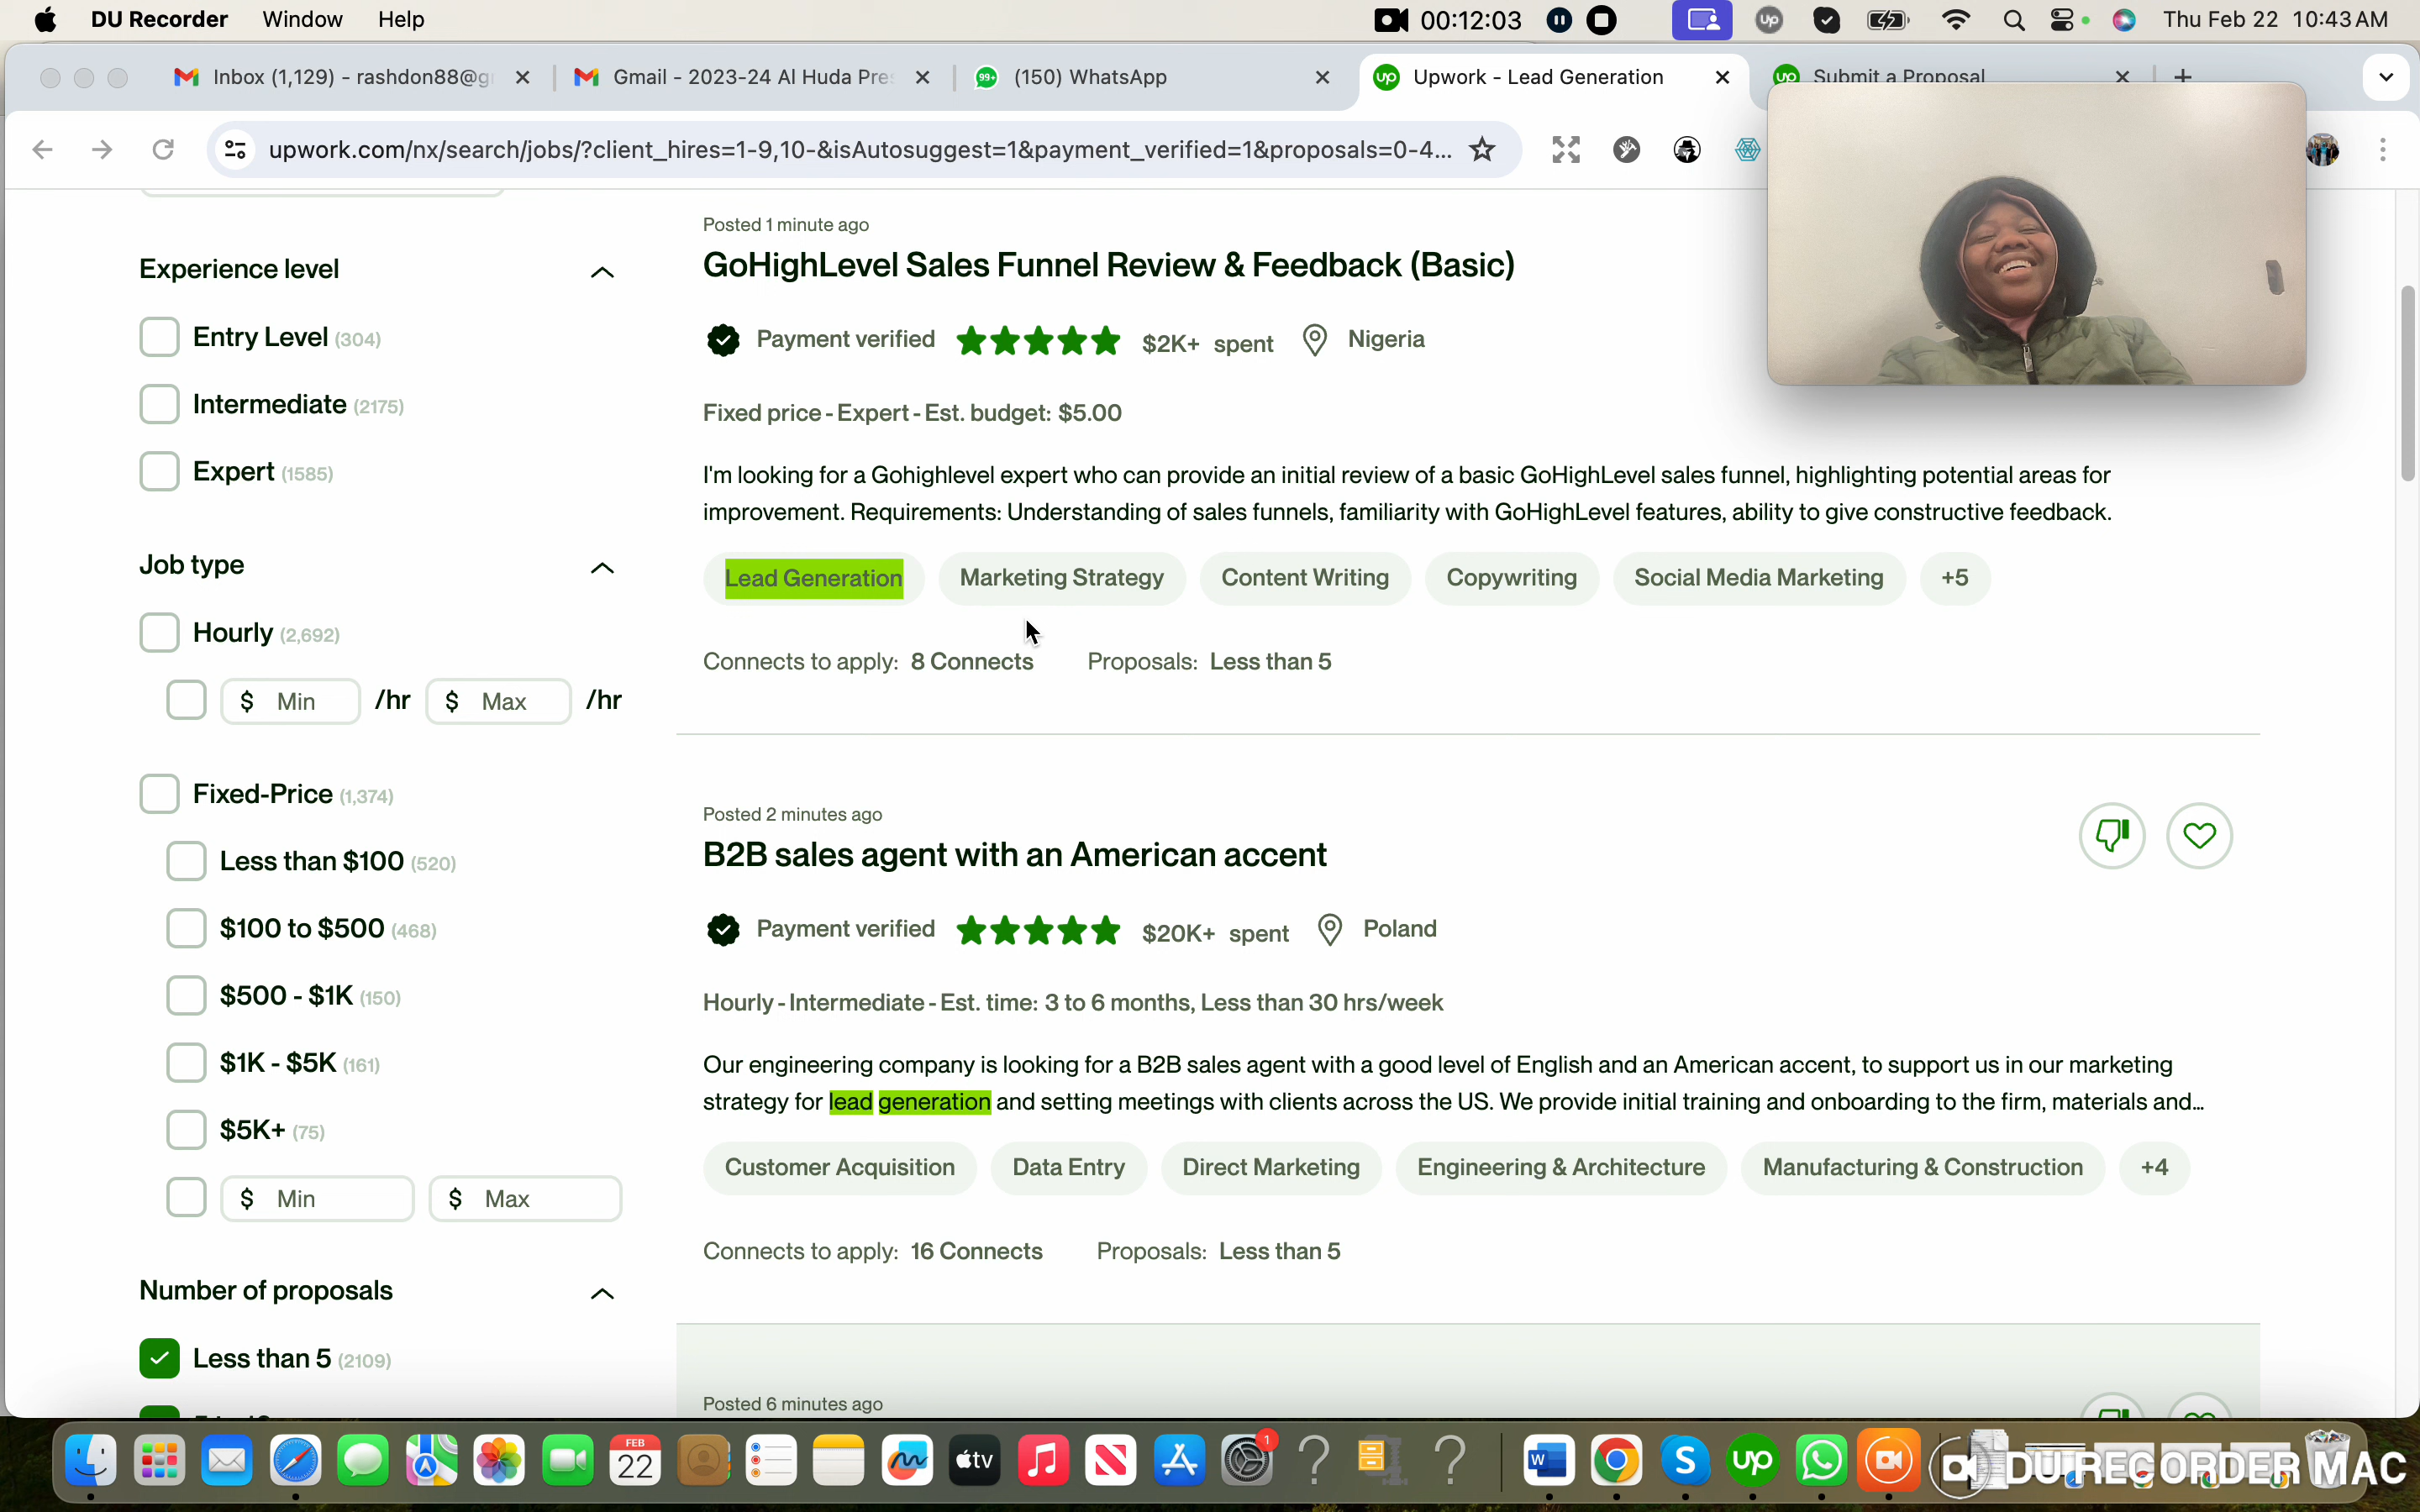 DU Recorder Window Help 00:12:03 Thu Feb 22 10:43 AM
Inbox (1,129) - rashdon88@g Gmail - 2023-24 Al Huda Pre 99+ (150) WhatsApp Upwork - Lead Generation Submit a Proposal
upwork.com/nx/search/jobs/?client_hires=1-9,10-&isAutosuggest=1&payment_verified=1&proposals=0-4...
Posted 1 minute ago
GoHighLevel Sales Funnel Review & Feedback (Basic)
Payment verified $2K+ spent Nigeria
Fixed price - Expert - Est. budget: $5.00
I'm looking for a Gohighlevel expert who can provide an initial review of a basic GoHighLevel sales funnel, highlighting potential areas for
improvement. Requirements: Understanding of sales funnels, familiarity with GoHighLevel features, ability to give constructive feedback.
Lead Generation Marketing Strategy Content Writing Copywriting Social Media Marketing +5
Connects to apply: 8 Connects Proposals: Less than 5
Posted 2 minutes ago
B2B sales agent with an American accent
Payment verified $20K+ spent Poland
Hourly - Intermediate - Est. time: 3 to 6 months, Less than 30 hrs/week
Our engineering company is looking for a B2B sales agent with a good level of English and an American accent, to support us in our marketing
strategy for lead generation and setting meetings with clients across the US. We provide initial training and onboarding to the firm, materials and...
Customer Acquisition Data Entry Direct Marketing Engineering & Architecture Manufacturing & Construction +4
Connects to apply: 16 Connects Proposals: Less than 5
Posted 6 minutes ago
Experience level
Entry Level (304)
Intermediate (2175)
Expert (1585)
Job type
Hourly (2,692)
$ Min /hr $ Max /hr
Fixed-Price (1,374)
Less than $100 (520)
$100 to $500 (468)
$500 - $1K (150)
$1K - $5K (161)
$5K+ (75)
$ Min $ Max
Number of proposals
Less than 5 (2109)
FEB
22
tv
1
W
S
up
DU RECORDER MAC